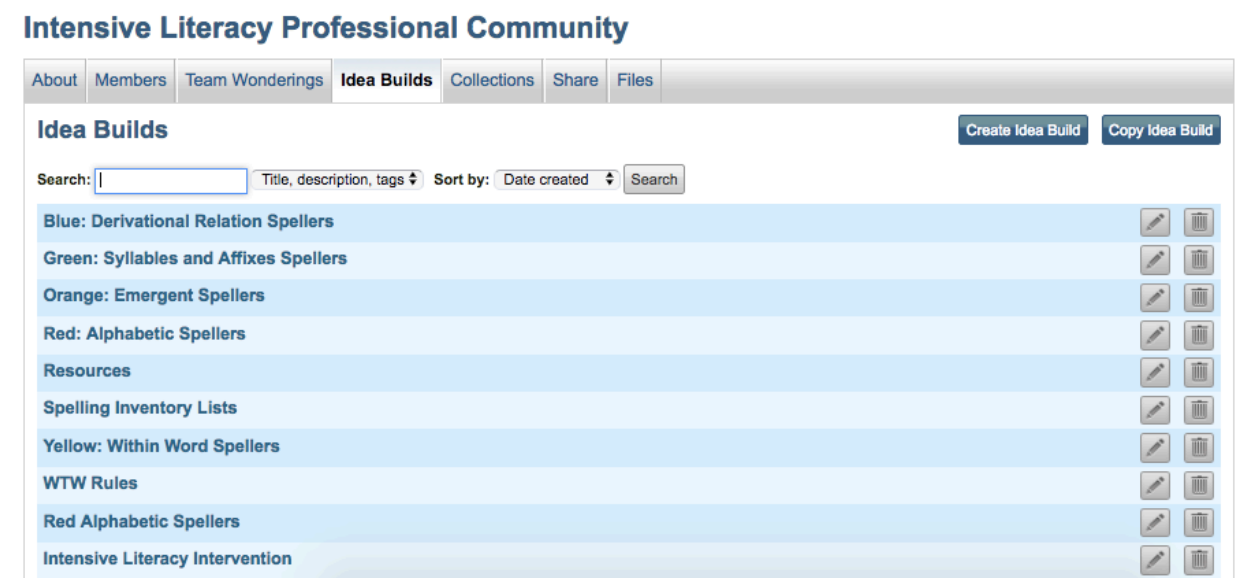 Intensive Literacy Professional Community
About Members Team Wonderings Idea Builds Collections Share Files
Idea Builds Create Idea Build Copy Idea Build
Search: Title, description, tags Sort by: Date created Search
Blue: Derivational Relation Spellers
Green: Syllables and Affixes Spellers
Orange: Emergent Spellers
Red: Alphabetic Spellers
Resources
Spelling Inventory Lists
Yellow: Within Word Spellers
WTW Rules
Red Alphabetic Spellers
Intensive Literacy Intervention